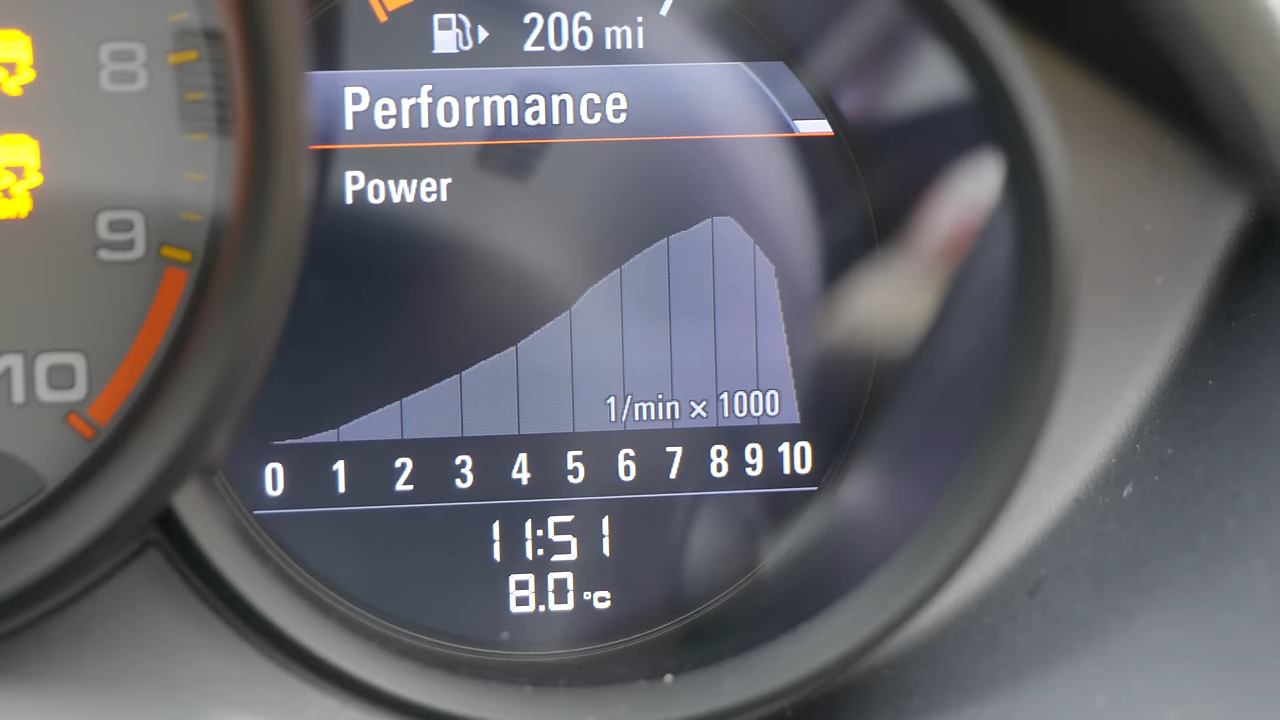 206 mi
Performance
Power
1/min × 1000
0 1 2 3 4 5 6 7 8 9 10
11:51
8.0 °C
8
9
10